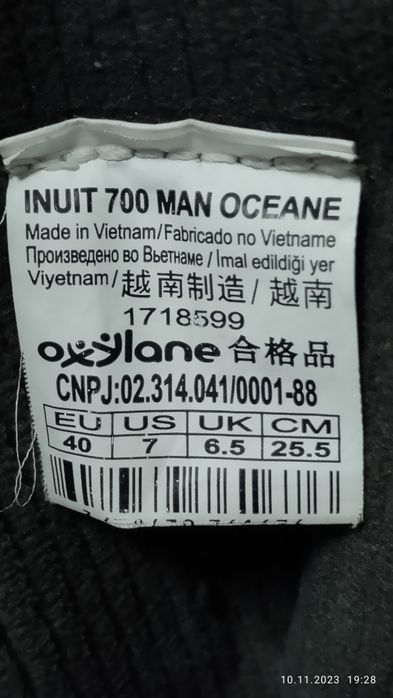 INUIT 700 MAN OCEANE
Made in Vietnam/Fabricado no Vietname
Произведено во Вьетнаме / Imal edildiği yer
Viyetnam / 越南制造 / 越南
1718599
oxylane 合格品
CNPJ:02.314.041/0001-88
EU US UK CM
40 7 6.5 25.5
10.11.2023 19:28